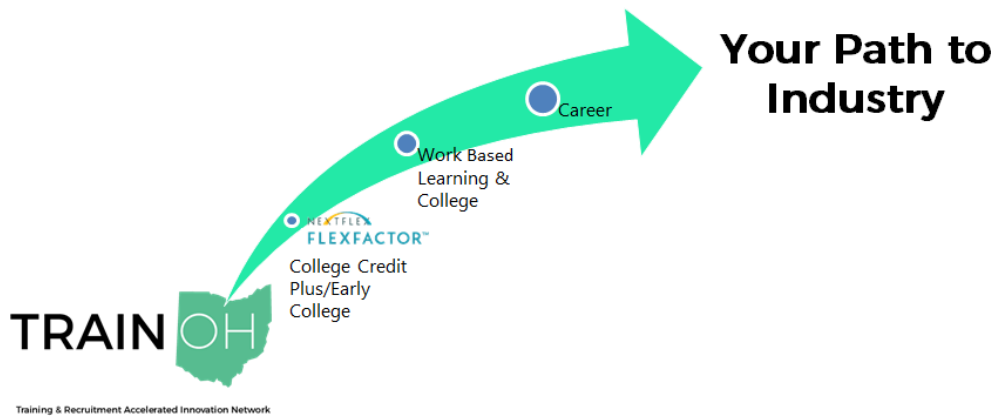 Your Path to
Industry
Career
Work Based
Learning &
College
NEXTFLEX
FLEXFACTOR™
College Credit
Plus/Early
College
TRAIN OH
Training & Recruitment Accelerated Innovation Network